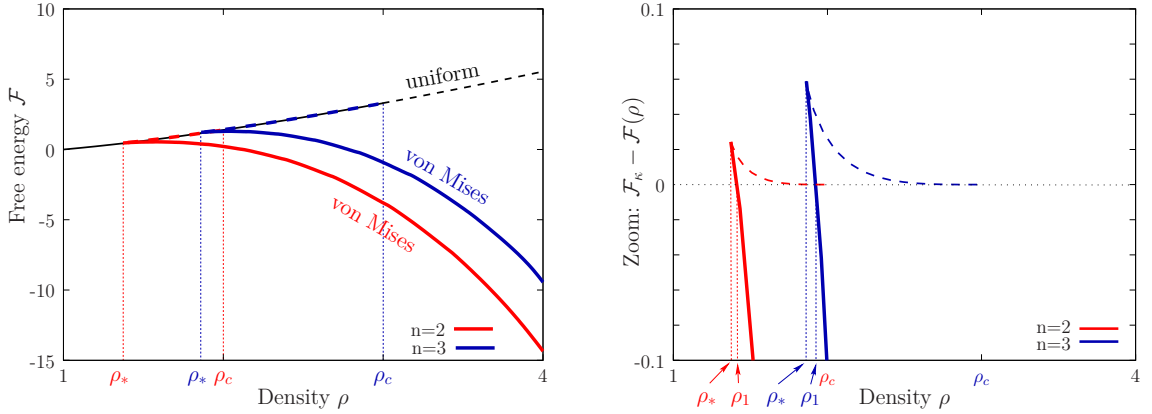 Free energy 𝓕
10
5
0
-5
-10
-15
uniform
von Mises
von Mises
n=2
n=3
1
ρ*
ρ*
ρc
ρc
4
Density ρ
Zoom: 𝓕κ − 𝓕(ρ)
0.1
0
-0.1
n=2
n=3
1
ρc
ρc
4
ρ*
ρ1
ρ*
ρ1
Density ρ